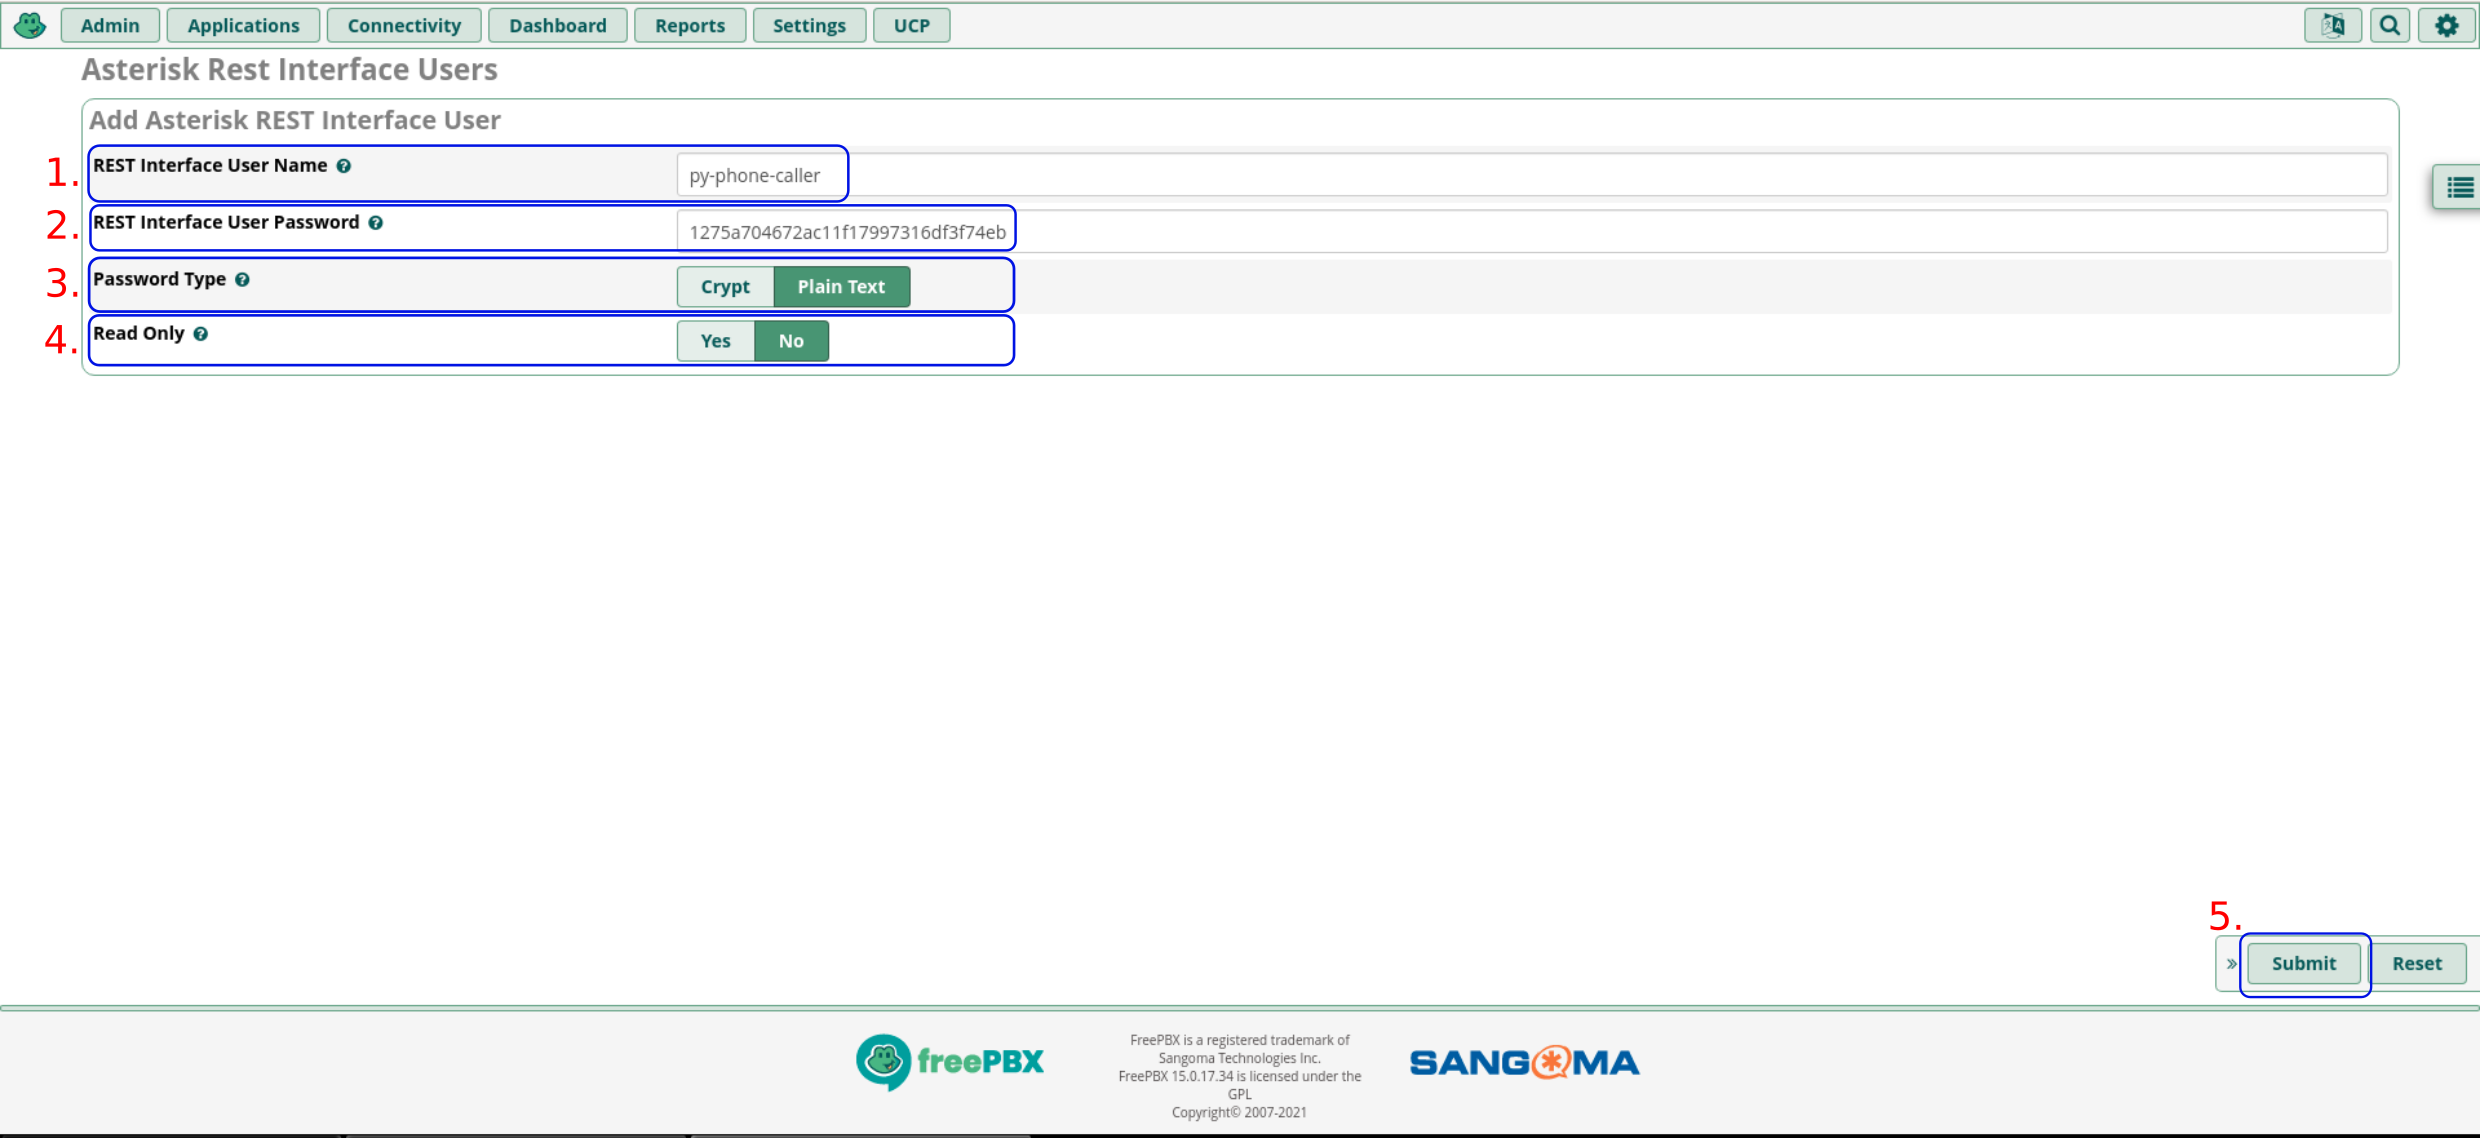 Admin Applications Connectivity Dashboard Reports Settings UCP
Asterisk Rest Interface Users
Add Asterisk REST Interface User
1. REST Interface User Name py-phone-caller
2. REST Interface User Password 1275a704672ac11f17997316df3f74eb
3. Password Type Crypt Plain Text
4. Read Only Yes No
5.
» Submit Reset
freePBX
FreePBX is a registered trademark of
Sangoma Technologies Inc.
FreePBX 15.0.17.34 is licensed under the
GPL
Copyright© 2007-2021
SANGOMA